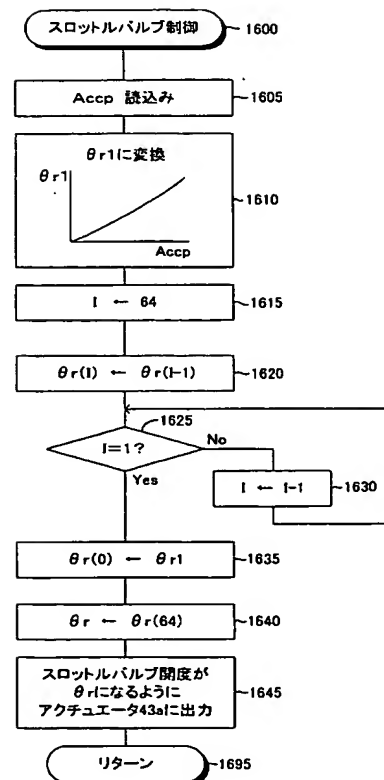 スロットルバルブ制御
1600
Accp 読込み
1605
θr1に変換
θr1
Accp
1610
I ← 64
1615
θr(I) ← θr(I-1)
1620
1625
I=1?
No
Yes
I ← I-1
1630
θr(0) ← θr1
1635
θr ← θr(64)
1640
スロットルバルブ開度が
θrになるように
アクチュエータ43aに出力
1645
リターン
1695